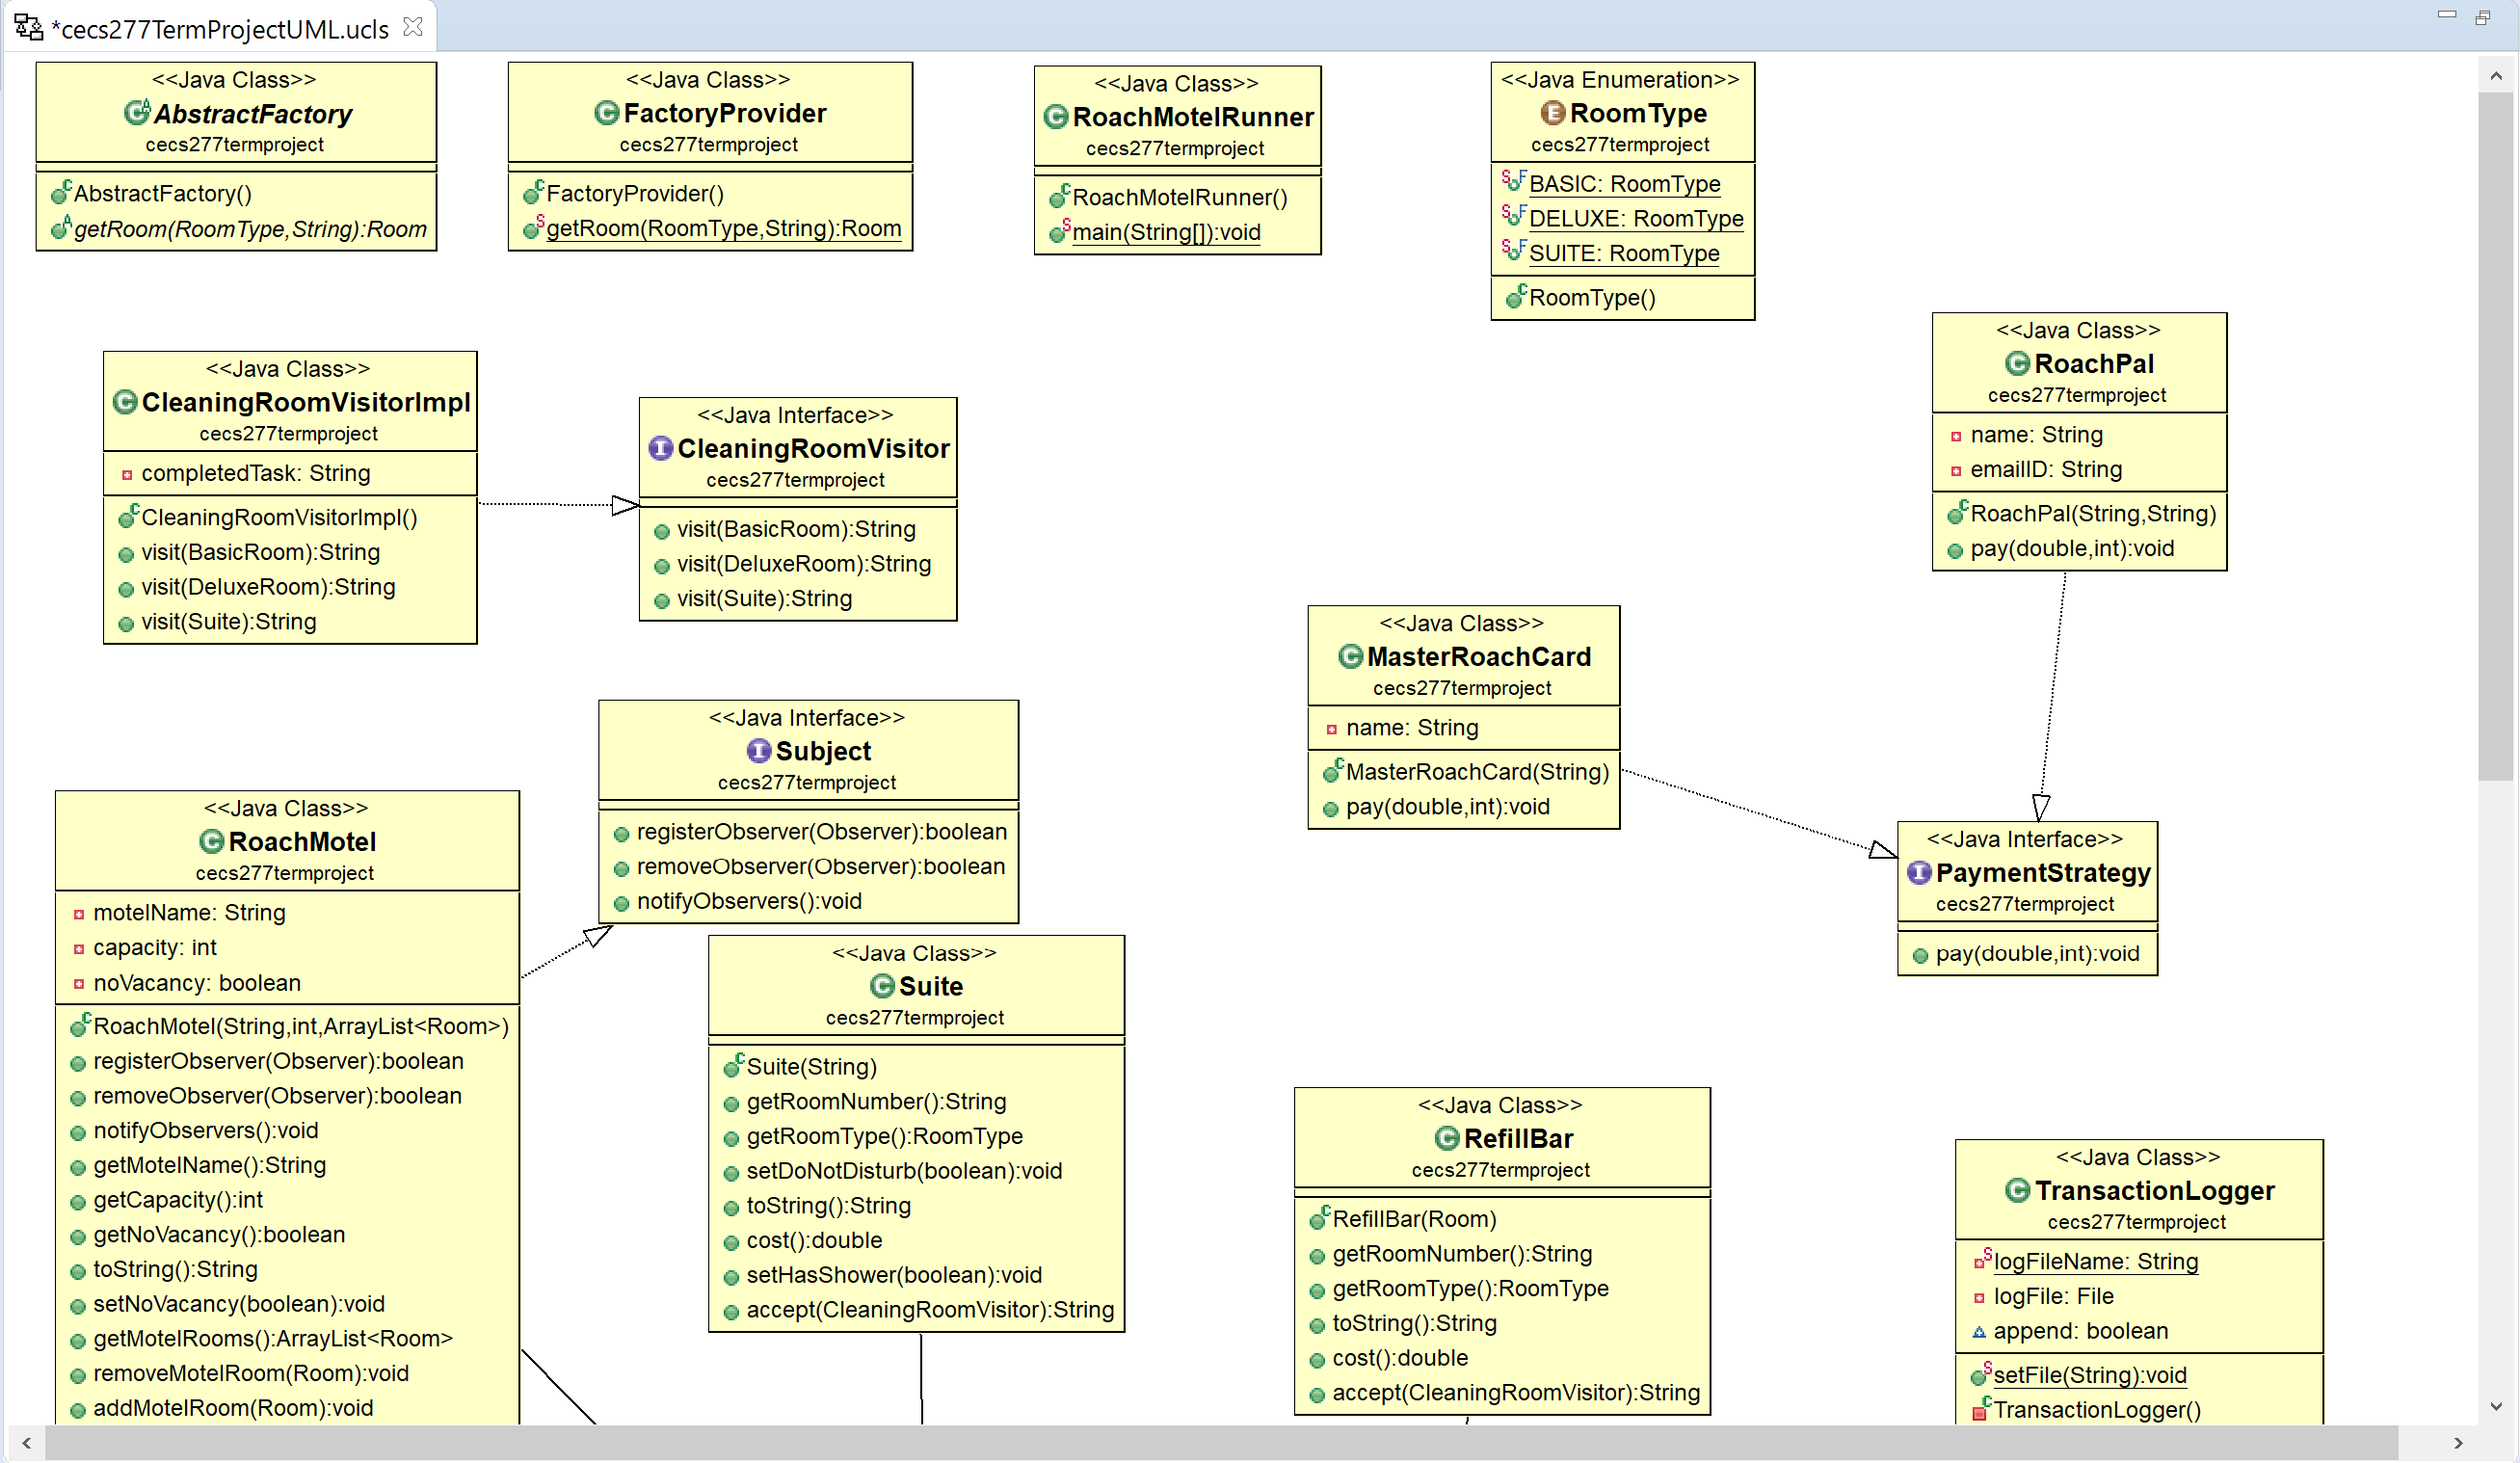 *cecs277TermProjectUML.ucls
<<Java Class>>
AbstractFactory
cecs277termproject
AbstractFactory()
getRoom(RoomType,String):Room
<<Java Class>>
FactoryProvider
cecs277termproject
FactoryProvider()
getRoom(RoomType,String):Room
<<Java Class>>
RoachMotelRunner
cecs277termproject
RoachMotelRunner()
main(String[]):void
<<Java Enumeration>>
RoomType
cecs277termproject
BASIC: RoomType
DELUXE: RoomType
SUITE: RoomType
RoomType()
<<Java Class>>
RoachPal
cecs277termproject
name: String
emailID: String
RoachPal(String,String)
pay(double,int):void
<<Java Class>>
CleaningRoomVisitorImpl
cecs277termproject
completedTask: String
CleaningRoomVisitorImpl()
visit(BasicRoom):String
visit(DeluxeRoom):String
visit(Suite):String
<<Java Interface>>
CleaningRoomVisitor
cecs277termproject
visit(BasicRoom):String
visit(DeluxeRoom):String
visit(Suite):String
<<Java Class>>
MasterRoachCard
cecs277termproject
name: String
MasterRoachCard(String)
pay(double,int):void
<<Java Interface>>
Subject
cecs277termproject
registerObserver(Observer):boolean
removeObserver(Observer):boolean
notifyObservers():void
<<Java Interface>>
PaymentStrategy
cecs277termproject
pay(double,int):void
<<Java Class>>
RoachMotel
cecs277termproject
motelName: String
capacity: int
noVacancy: boolean
RoachMotel(String,int,ArrayList<Room>)
registerObserver(Observer):boolean
removeObserver(Observer):boolean
notifyObservers():void
getMotelName():String
getCapacity():int
getNoVacancy():boolean
toString():String
setNoVacancy(boolean):void
getMotelRooms():ArrayList<Room>
removeMotelRoom(Room):void
addMotelRoom(Room):void
<<Java Class>>
Suite
cecs277termproject
Suite(String)
getRoomNumber():String
getRoomType():RoomType
setDoNotDisturb(boolean):void
toString():String
cost():double
setHasShower(boolean):void
accept(CleaningRoomVisitor):String
<<Java Class>>
RefillBar
cecs277termproject
RefillBar(Room)
getRoomNumber():String
getRoomType():RoomType
toString():String
cost():double
accept(CleaningRoomVisitor):String
<<Java Class>>
TransactionLogger
cecs277termproject
logFileName: String
logFile: File
append: boolean
setFile(String):void
TransactionLogger()